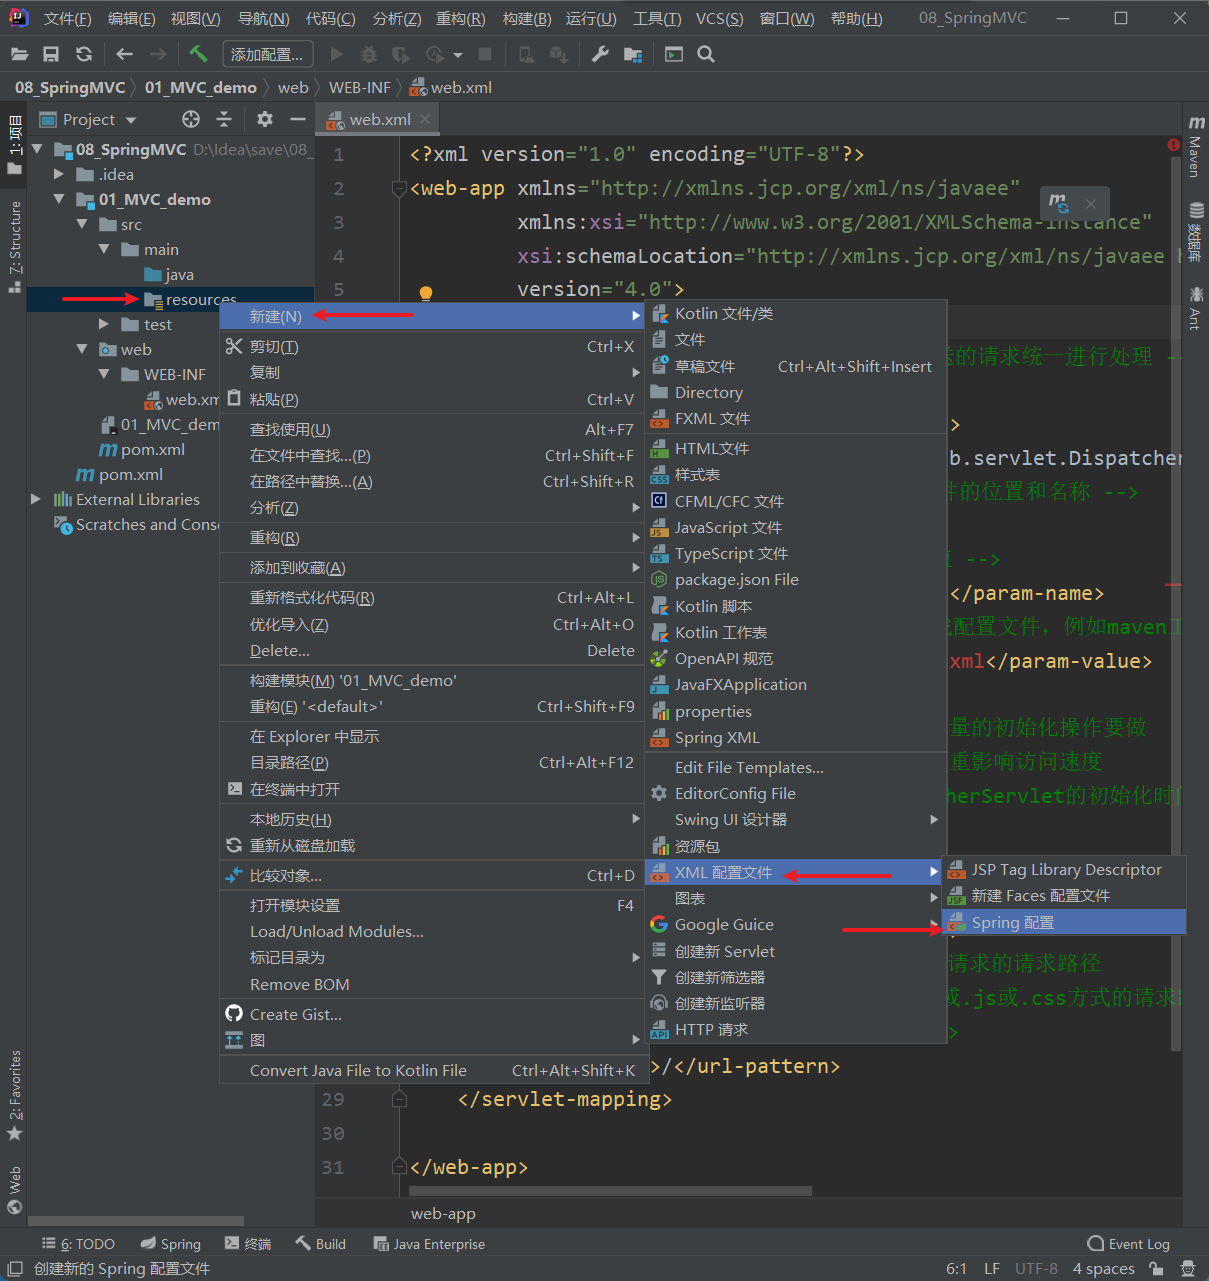 文件(F) 编辑(E) 视图(V) 导航(N) 代码(C) 分析(Z) 重构(R) 构建(B) 运行(U) 工具(T) VCS(S) 窗口(W) 帮助(H) 08_SpringMVC
添加配置...
08_SpringMVC 01_MVC_demo web WEB-INF web.xml
Project
web.xml
1: 项目
7: Structure
2: Favorites
Web
08_SpringMVC D:\Idea\save\08_
.idea
01_MVC_demo
src
main
java
resources
test
web
WEB-INF
web.xm
01_MVC_dem
pom.xml
pom.xml
External Libraries
Scratches and Cons
1 <?xml version="1.0" encoding="UTF-8"?>
2 <web-app xmlns="http://xmlns.jcp.org/xml/ns/javaee"
3 xmlns:xsi="http://www.w3.org/2001/XMLSchema-instance"
4 xsi:schemaLocation="http://xmlns.jcp.org/xml/ns/javaee
5 version="4.0">
的请求统一进行处理
>
b.servlet.Dispatcher
件的位置和名称 -->
-->
</param-name>
配置文件，例如maven工
xml</param-value>
量的初始化操作要做
重影响访问速度
herServlet的初始化时
请求的请求路径
或.js或.css方式的请求
>
>/</url-pattern>
29 </servlet-mapping>
30
31 </web-app>
web-app
新建(N)
剪切(T) Ctrl+X
复制
粘贴(P) Ctrl+V
查找使用(U) Alt+F7
在文件中查找...(P) Ctrl+Shift+F
在路径中替换...(A) Ctrl+Shift+R
分析(Z)
重构(R)
添加到收藏(A)
重新格式化代码(R) Ctrl+Alt+L
优化导入(Z) Ctrl+Alt+O
Delete... Delete
构建模块(M) '01_MVC_demo'
重构(E) '<default>' Ctrl+Shift+F9
在 Explorer 中显示
目录路径(P) Ctrl+Alt+F12
在终端中打开
本地历史(H)
重新从磁盘加载
比较对象... Ctrl+D
打开模块设置 F4
Load/Unload Modules...
标记目录为
Remove BOM
Create Gist...
图
Convert Java File to Kotlin File Ctrl+Alt+Shift+K
Kotlin 文件/类
文件
草稿文件 Ctrl+Alt+Shift+Insert
Directory
FXML 文件
HTML文件
样式表
CFML/CFC 文件
JavaScript 文件
TypeScript 文件
package.json File
Kotlin 脚本
Kotlin 工作表
OpenAPI 规范
JavaFXApplication
properties
Spring XML
Edit File Templates...
EditorConfig File
Swing UI 设计器
资源包
XML 配置文件
图表
Google Guice
创建新 Servlet
创建新筛选器
创建新监听器
HTTP 请求
JSP Tag Library Descriptor
新建 Faces 配置文件
Spring 配置
Maven
数据库
Ant
6: TODO Spring 终端 Build Java Enterprise Event Log
创建新的 Spring 配置文件 6:1 LF UTF-8 4 spaces